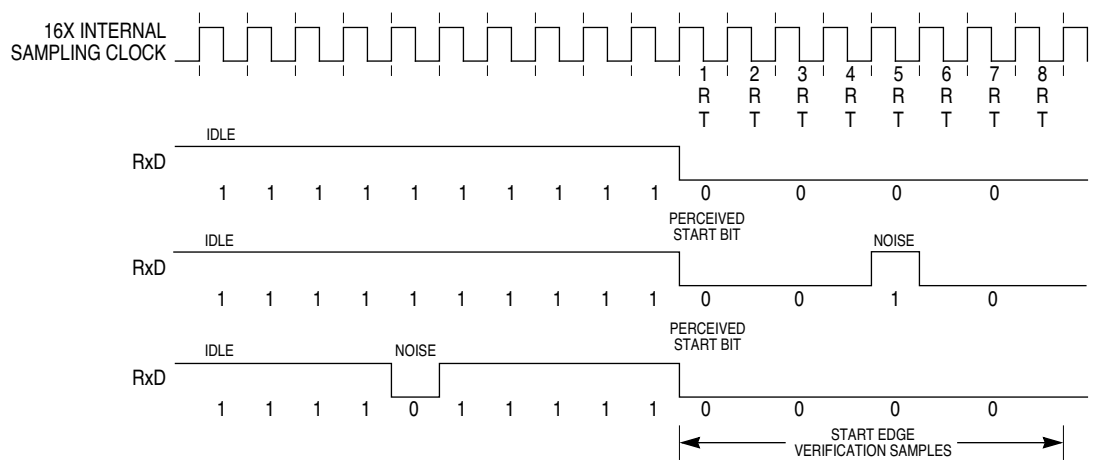 16X INTERNAL
SAMPLING CLOCK
1 2 3 4 5 6 7 8
R R R R R R R R
T T T T T T T T
IDLE
RxD
1 1 1 1 1 1 1 1 1 1 0 0 0 0
PERCEIVED
START BIT
IDLE
NOISE
RxD
1 1 1 1 1 1 1 1 1 1 0 0 1 0
PERCEIVED
START BIT
IDLE
NOISE
RxD
1 1 1 1 0 1 1 1 1 1 0 0 0 0
START EDGE
VERIFICATION SAMPLES